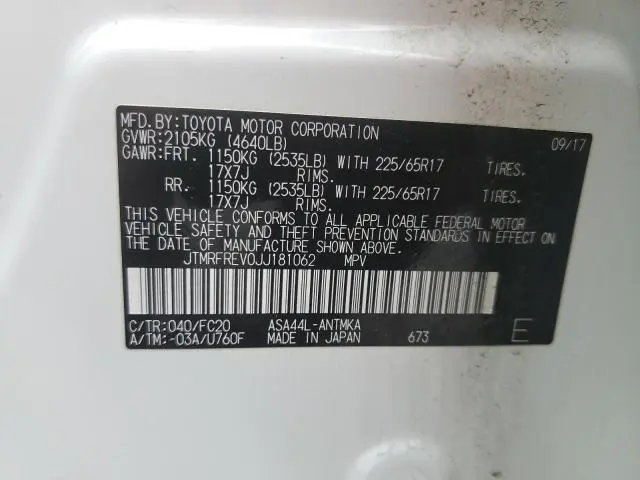 MFD.BY:TOYOTA MOTOR CORPORATION 09/17
GVWR:2105KG (4640LB)
GAWR:FRT. 1150KG (2535LB) WITH 225/65R17 TIRES.
17X7J RIMS.
RR. 1150KG (2535LB) WITH 225/65R17 TIRES.
17X7J RIMS.
THIS VEHICLE CONFORMS TO ALL APPLICABLE FEDERAL MOTOR
VEHICLE SAFETY AND THEFT PREVENTION STANDARDS IN EFFECT ON
THE DATE OF MANUFACTURE SHOWN ABOVE.
JTMRFREV0JJ181062 MPV
C/TR:040/FC20 ASA44L-ANTMKA
A/TM:-03A/U760F MADE IN JAPAN 673 E